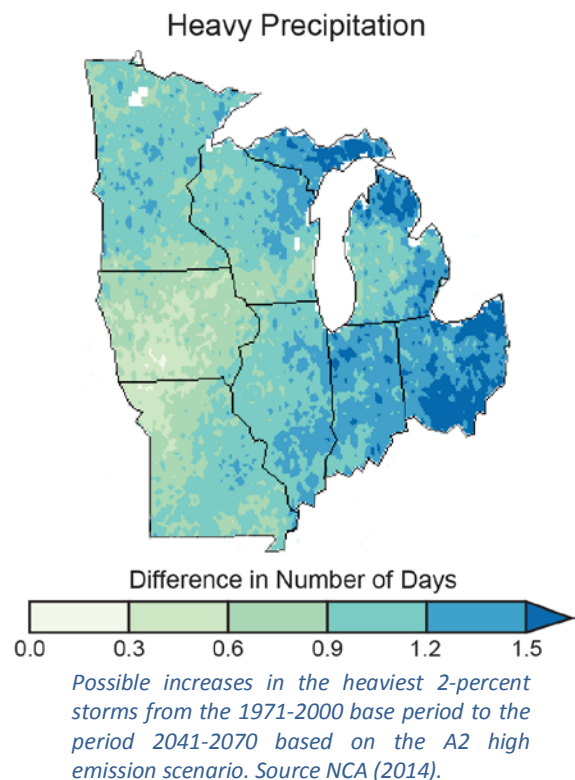 Heavy Precipitation
Difference in Number of Days
0.0 0.3 0.6 0.9 1.2 1.5
Possible increases in the heaviest 2-percent
storms from the 1971-2000 base period to the
period 2041-2070 based on the A2 high
emission scenario. Source NCA (2014).